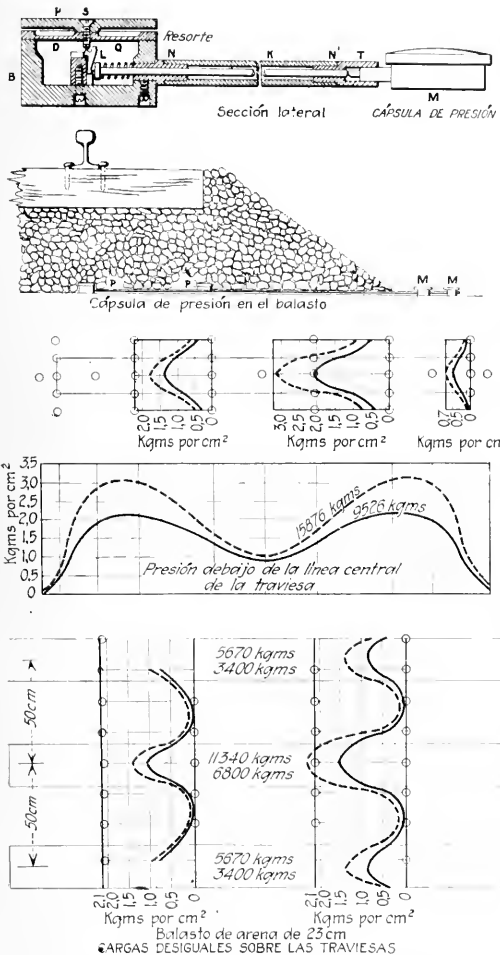 P S
Resorte
D L Q N K N' T
B
M
Sección lateral CÁPSULA DE PRESIÓN
P P M M
Cápsula de presión en el balasto
2,0 1,5 1,0 0,5 0
3,0 2,5 2,0 1,5 1,0 0,5 0
0,7 0,5 0
Kgms por cm² Kgms por cm² Kgms por cm
Kgms por cm²
3,5
3,0
2,5
2,0
1,5
1,0
0,5
0
15876 kgms
9526 kgms
Presión debajo de la línea central
de la traviesa
5670 kgms
3400 kgms
50cm
11340 kgms
6800 kgms
50cm
5670 kgms
3400 kgms
2,1 2,0 1,5 1,0 0,5 0
2,1 2,0 1,5 1,0 0,5 0
Kgms por cm² Kgms por cm²
Balasto de arena de 23 cm
CARGAS DESIGUALES SOBRE LAS TRAVIESAS